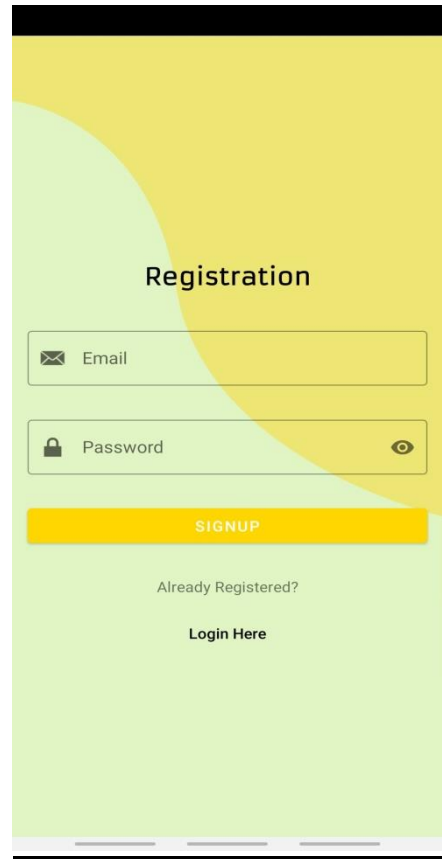 Registration
Email
Password
SIGNUP
Already Registered?
Login Here